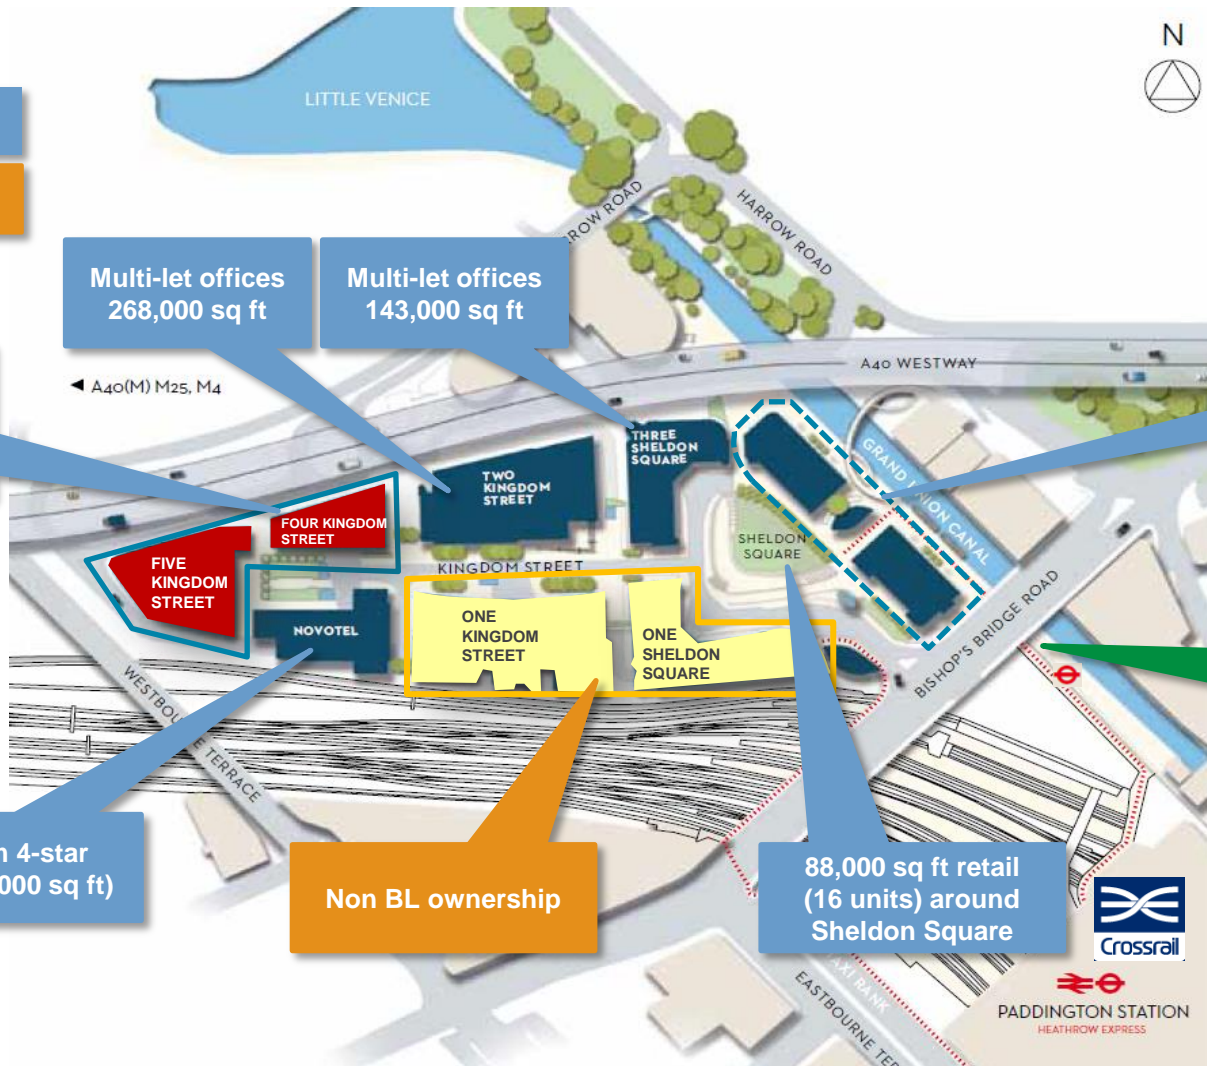 N
LITTLE VENICE
HARROW ROAD
ROW ROAD
Multi-let offices
268,000 sq ft
Multi-let offices
143,000 sq ft
A40 WESTWAY
A40(M) M25, M4
THREE
SHELDON
SQUARE
TWO
KINGDOM
STREET
GRAND UNION CANAL
FOUR KINGDOM
STREET
SHELDON
SQUARE
FIVE
KINGDOM
STREET
KINGDOM STREET
NOVOTEL
ONE
KINGDOM
STREET
ONE
SHELDON
SQUARE
BISHOP'S BRIDGE ROAD
WESTBOURNE TERRACE
4-star
000 sq ft)
Non BL ownership
88,000 sq ft retail
(16 units) around
Sheldon Square
Crossrail
TAXI RANK
EASTBOURNE TER
PADDINGTON STATION
HEATHROW EXPRESS